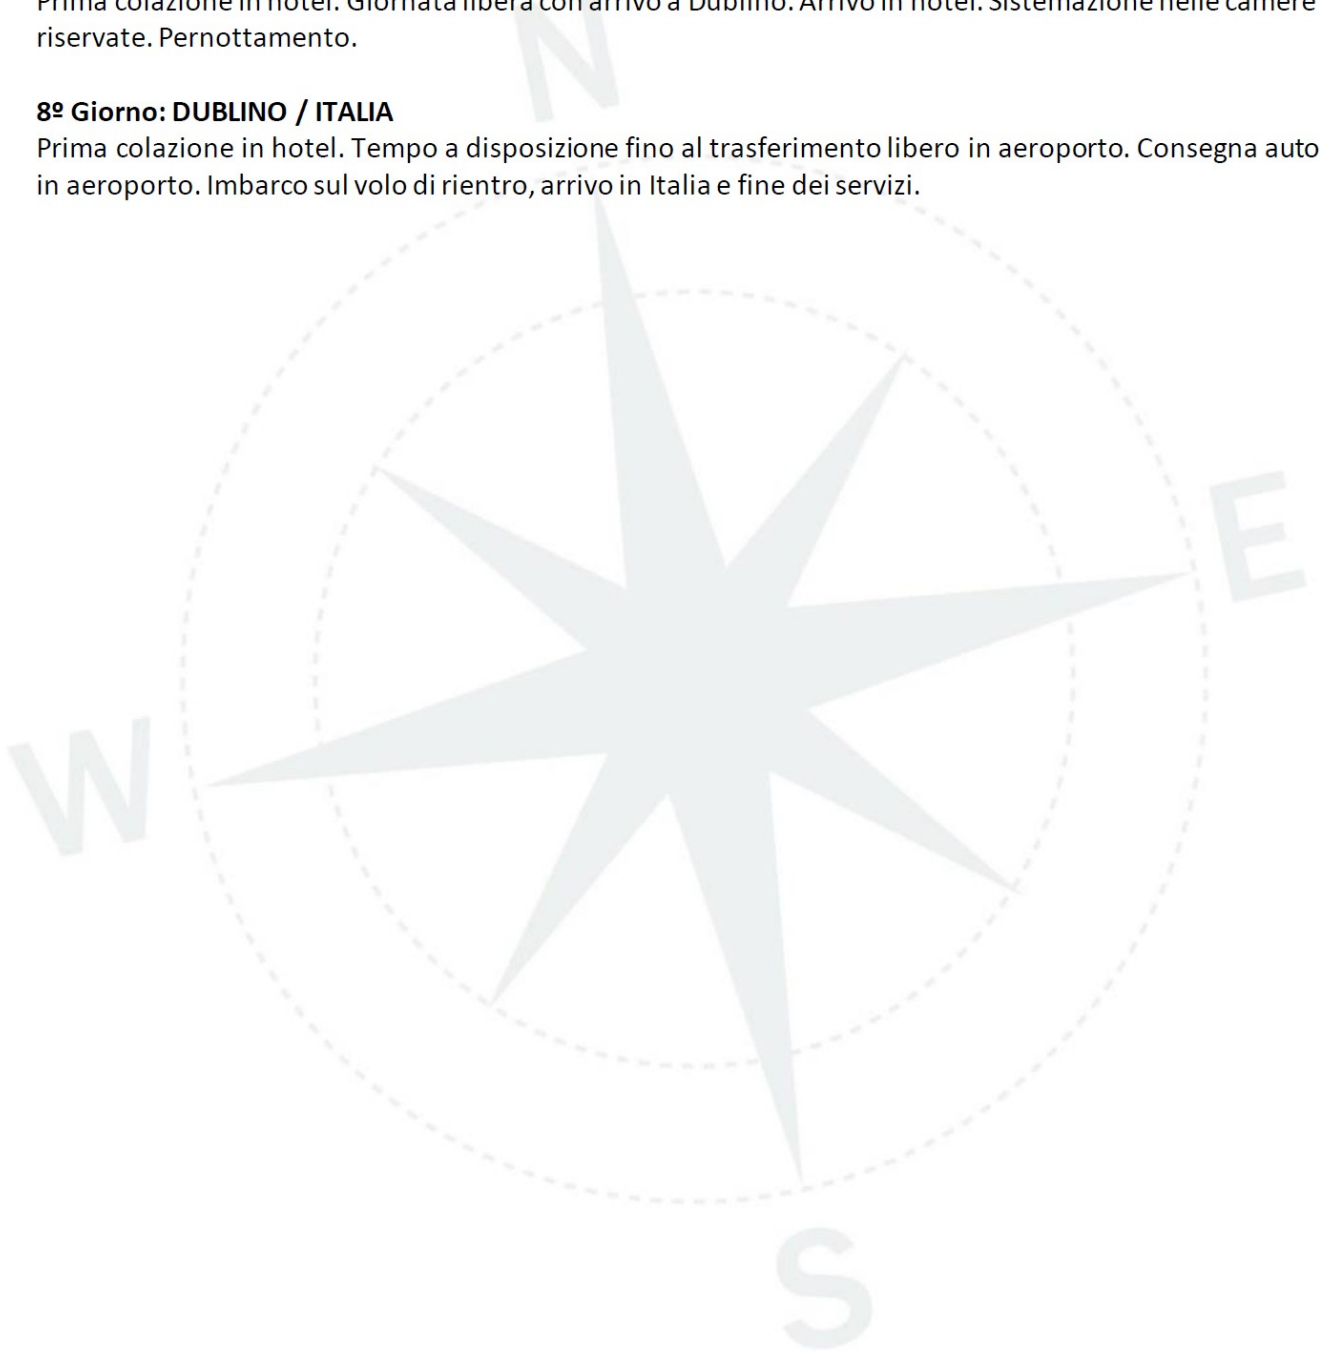 Prima colazione in hotel. Giornata libera con arrivo a Dublino. Arrivo in hotel. Sistemazione nelle camere
riservate. Pernottamento.
N
8º Giorno: DUBLINO / ITALIA
Prima colazione in hotel. Tempo a disposizione fino al trasferimento libero in aeroporto. Consegna auto
in aeroporto. Imbarco sul volo di rientro, arrivo in Italia e fine dei servizi.
E
W
S